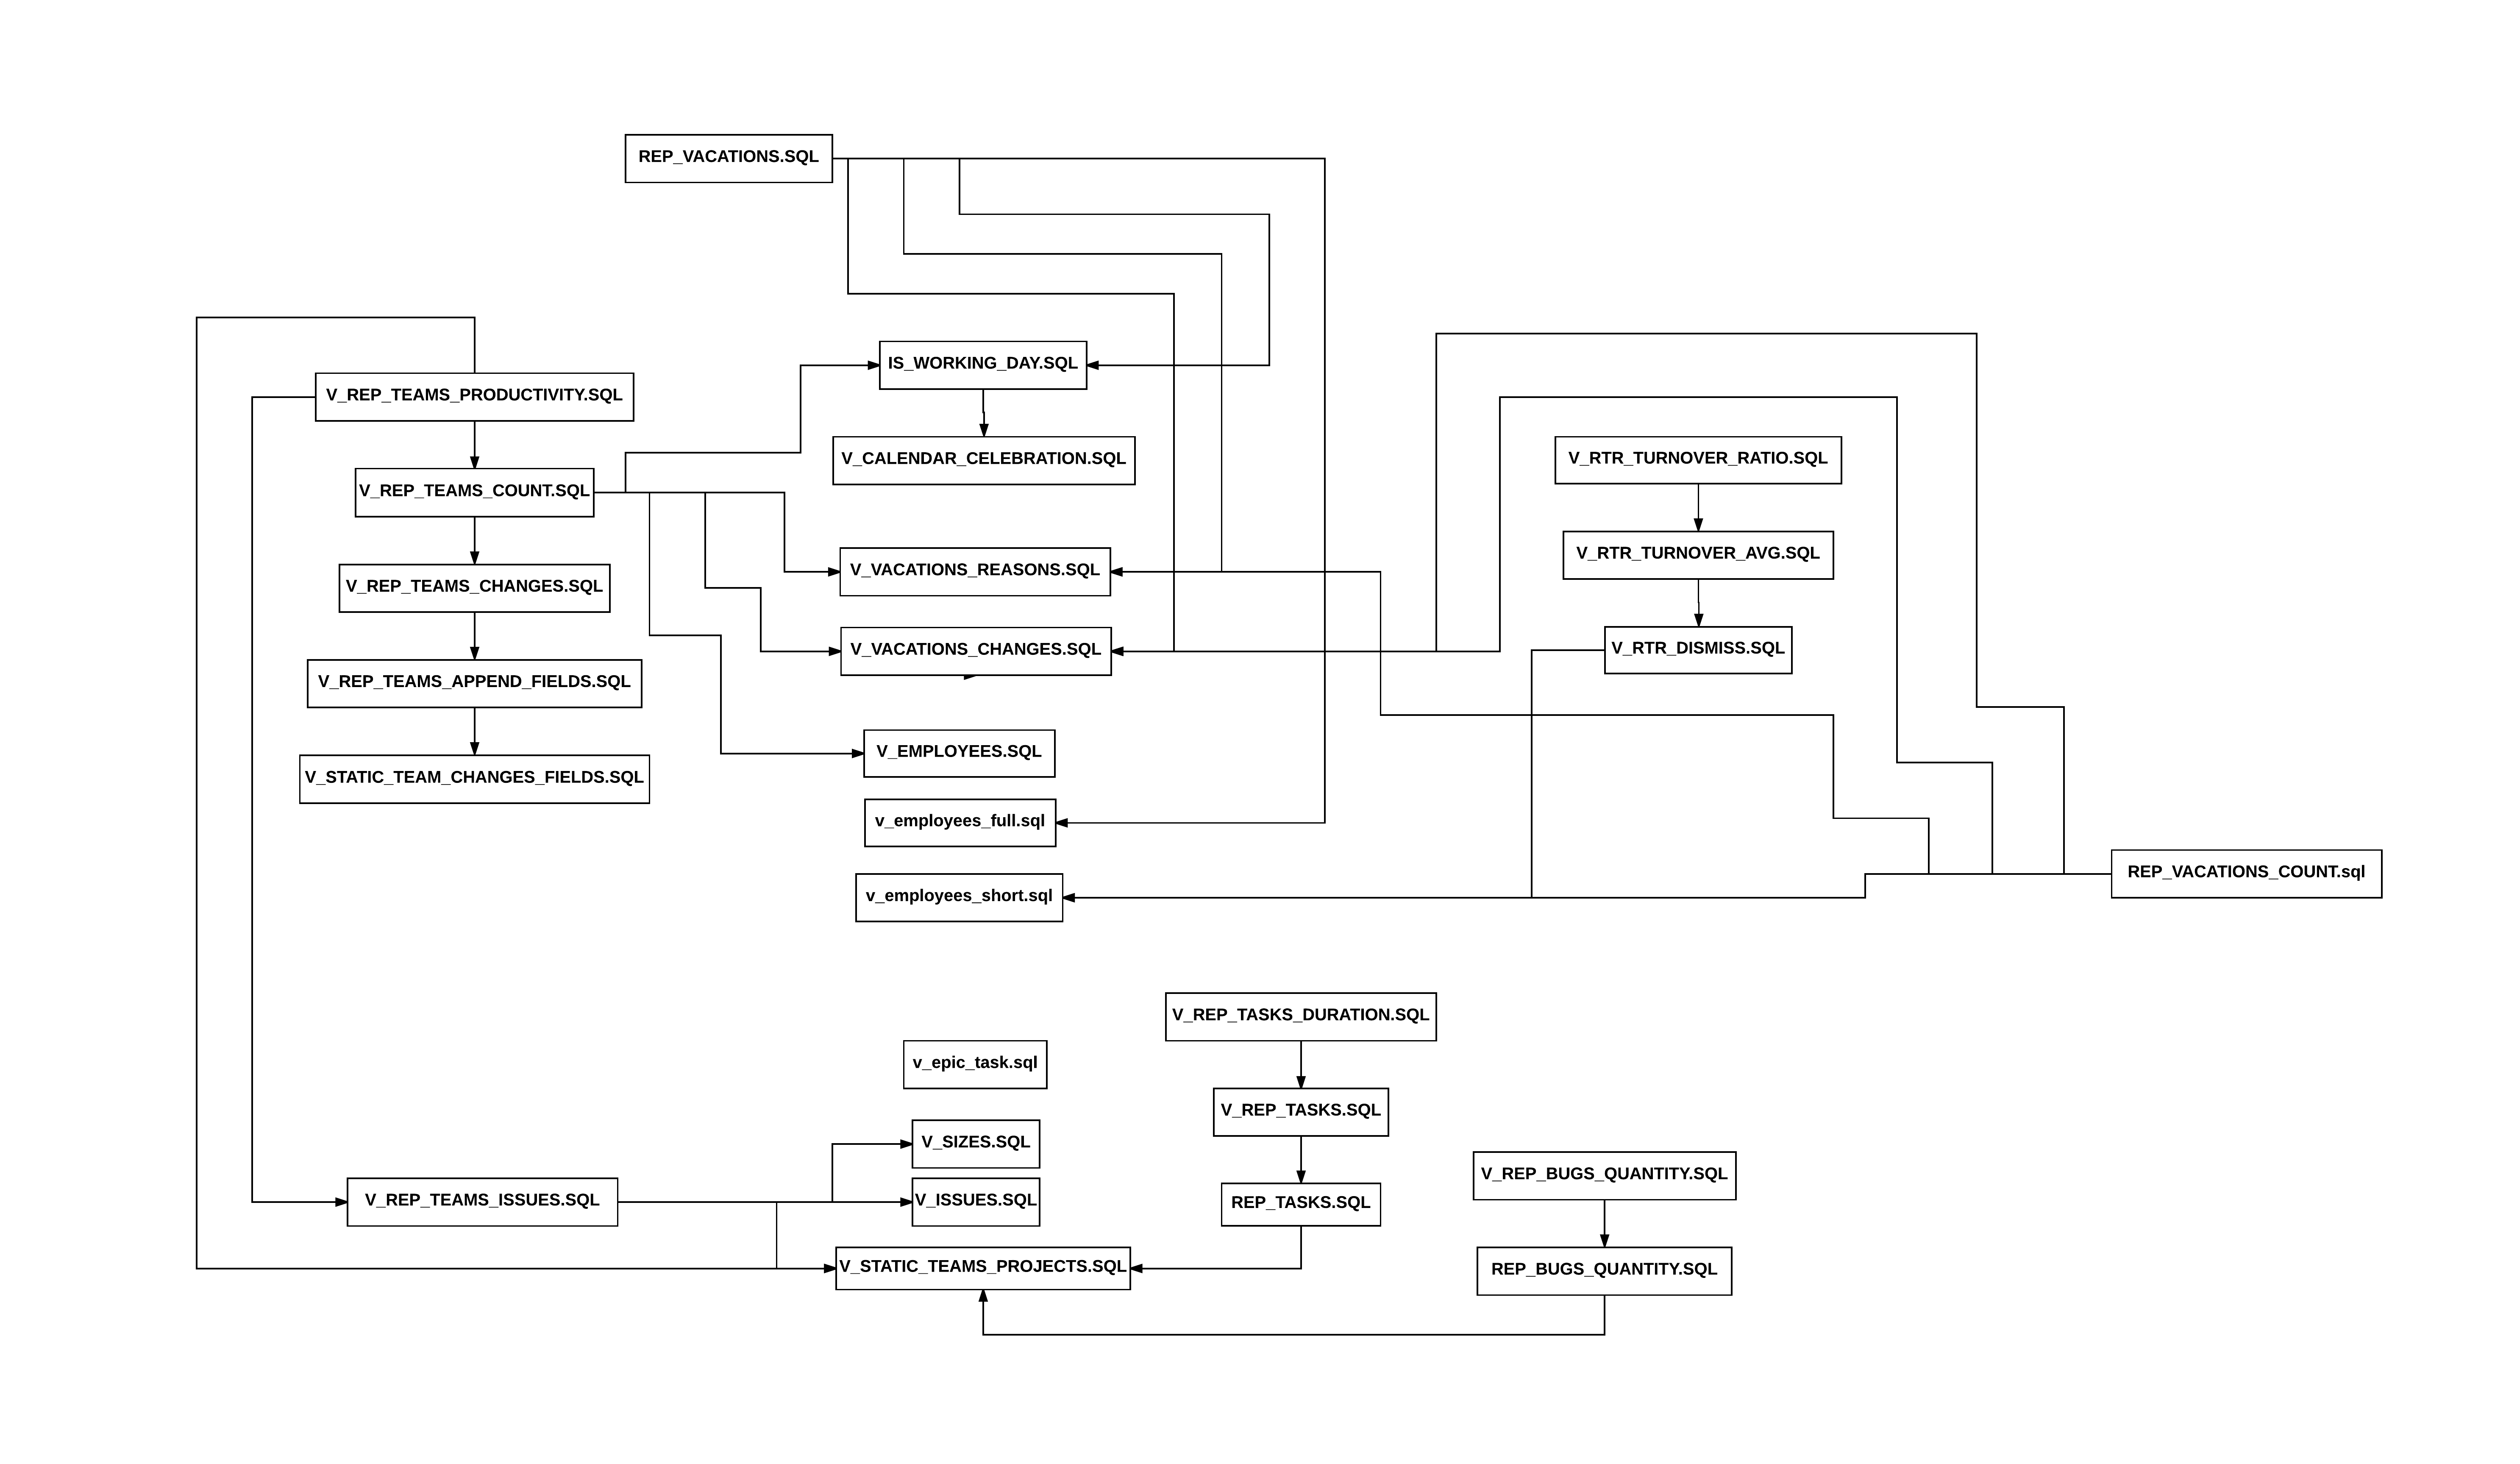 REP_VACATIONS.SQL
IS_WORKING_DAY.SQL
V_REP_TEAMS_PRODUCTIVITY.SQL
V_CALENDAR_CELEBRATION.SQL
V_RTR_TURNOVER_RATIO.SQL
V_REP_TEAMS_COUNT.SQL
V_RTR_TURNOVER_AVG.SQL
V_VACATIONS_REASONS.SQL
V_REP_TEAMS_CHANGES.SQL
V_VACATIONS_CHANGES.SQL
V_RTR_DISMISS.SQL
V_REP_TEAMS_APPEND_FIELDS.SQL
V_EMPLOYEES.SQL
V_STATIC_TEAM_CHANGES_FIELDS.SQL
v_employees_full.sql
REP_VACATIONS_COUNT.sql
v_employees_short.sql
V_REP_TASKS_DURATION.SQL
v_epic_task.sql
V_REP_TASKS.SQL
V_SIZES.SQL
V_REP_BUGS_QUANTITY.SQL
V_REP_TEAMS_ISSUES.SQL
V_ISSUES.SQL
REP_TASKS.SQL
V_STATIC_TEAMS_PROJECTS.SQL
REP_BUGS_QUANTITY.SQL